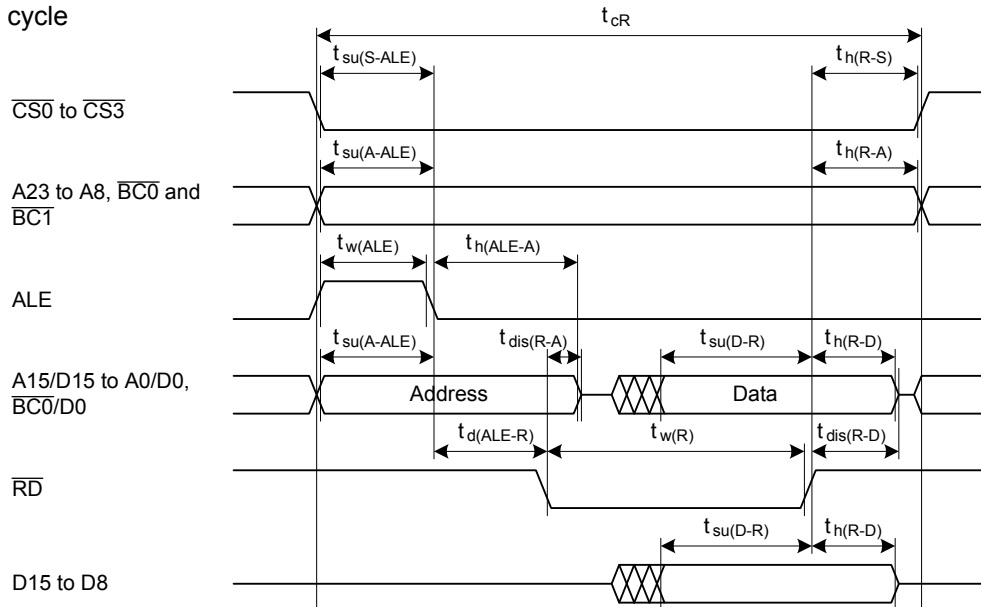 cycle
tcR
tsu(S-ALE)
th(R-S)
CS0 to CS3
tsu(A-ALE)
th(R-A)
A23 to A8, BC0 and
BC1
tw(ALE)
th(ALE-A)
ALE
tsu(A-ALE)
tdis(R-A)
tsu(D-R)
th(R-D)
A15/D15 to A0/D0,
BC0/D0
Address
Data
td(ALE-R)
tw(R)
tdis(R-D)
RD
tsu(D-R)
th(R-D)
D15 to D8